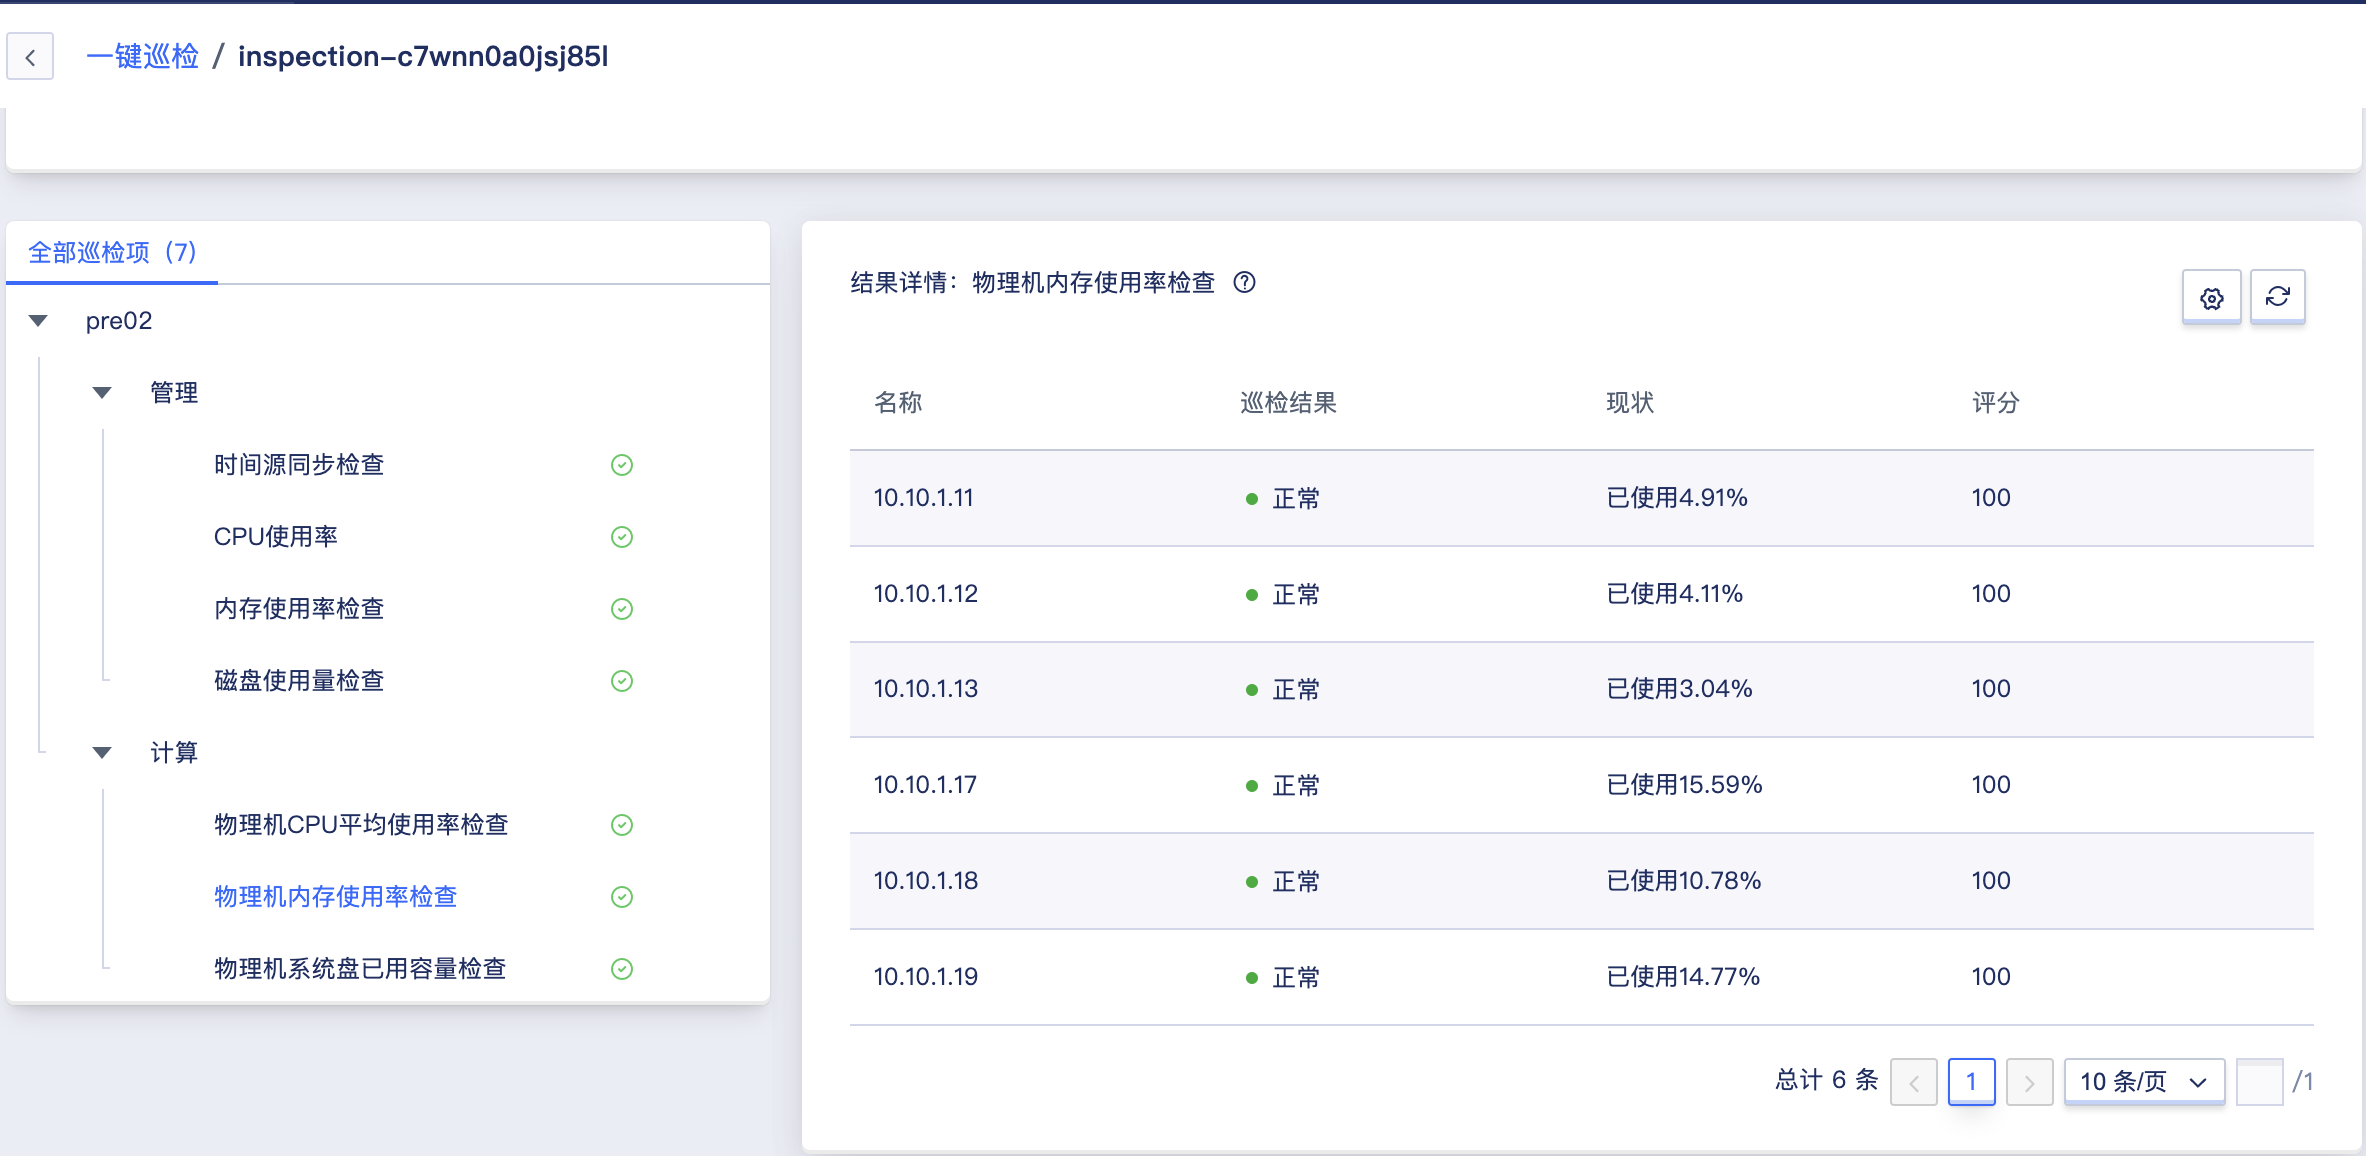 一键巡检 / inspection-c7wnn0a0jsj85l
全部巡检项（7）
pre02
管理
时间源同步检查
CPU使用率
内存使用率检查
磁盘使用量检查
计算
物理机CPU平均使用率检查
物理机内存使用率检查
物理机系统盘已用容量检查
结果详情：物理机内存使用率检查
名称 巡检结果 现状 评分
10.10.1.11 正常 已使用4.91% 100
10.10.1.12 正常 已使用4.11% 100
10.10.1.13 正常 已使用3.04% 100
10.10.1.17 正常 已使用15.59% 100
10.10.1.18 正常 已使用10.78% 100
10.10.1.19 正常 已使用14.77% 100
总计 6 条 1 10 条/页 /1